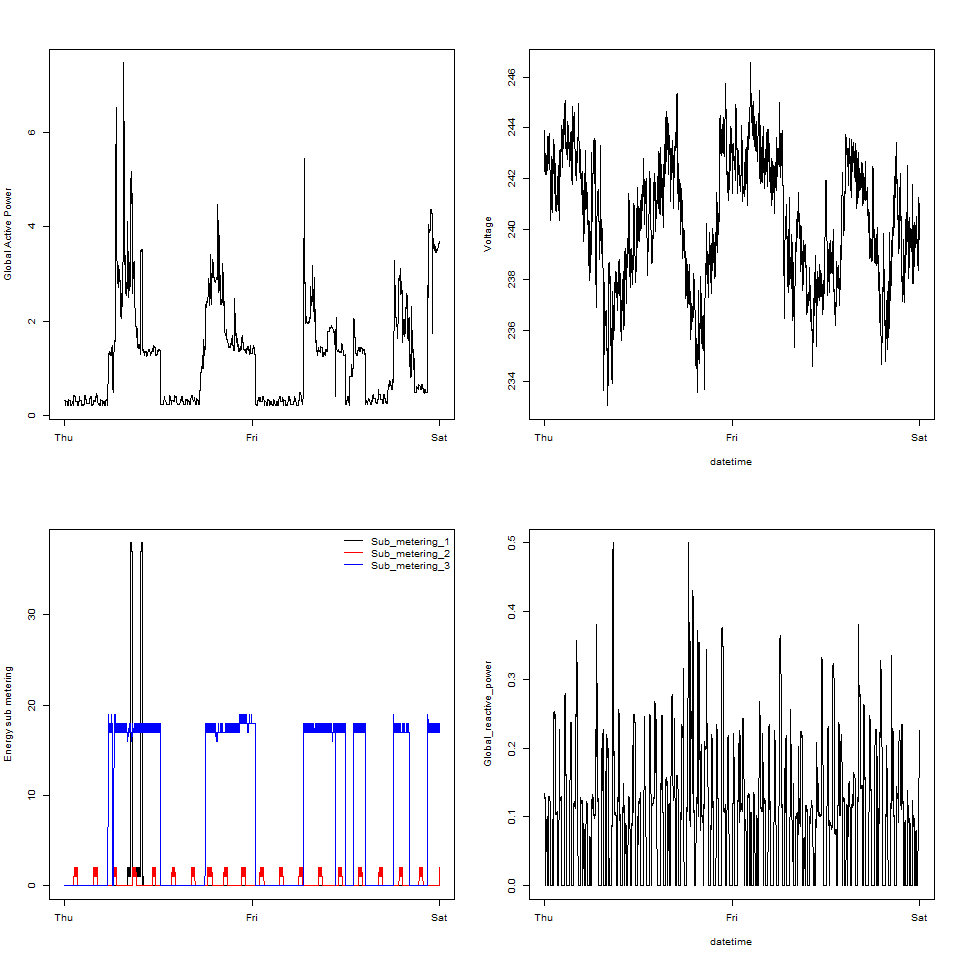 Global Active Power
0
2
4
6
Thu
Fri
Sat
Voltage
234
236
238
240
242
244
246
Thu
Fri
Sat
datetime
Energy sub metering
0
10
20
30
Sub_metering_1
Sub_metering_2
Sub_metering_3
Thu
Fri
Sat
Global_reactive_power
0.0
0.1
0.2
0.3
0.4
0.5
Thu
Fri
Sat
datetime